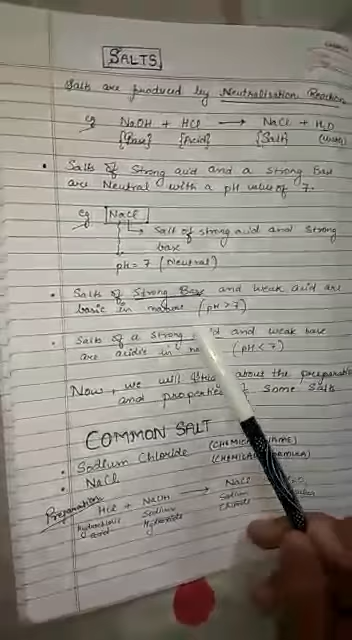 SALTS
Salts are produced by Neutralisation Reaction
eg NaOH + HCl → NaCl + H2O
{Base} {Acid} {Salt} (Water)
• Salts of Strong acid and a strong Base
are Neutral with a pH value of 7.
eg NaCl
→ Salt of strong acid and strong
base
pH = 7 (Neutral)
• Salts of Strong Base and weak acid are
basic in nature (pH > 7)
• Salts of a strong and weak base
are acidic in (pH < 7)
Now, we will about the preparation
and properties of some salts.
COMMON SALT
• Sodium Chloride (CHEMICAL NAME)
• NaCl (CHEMICAL FORMULA)
Preparation HCl + NaOH → NaCl
Hydrochloric Sodium Sodium
acid Hydroxide Chloride